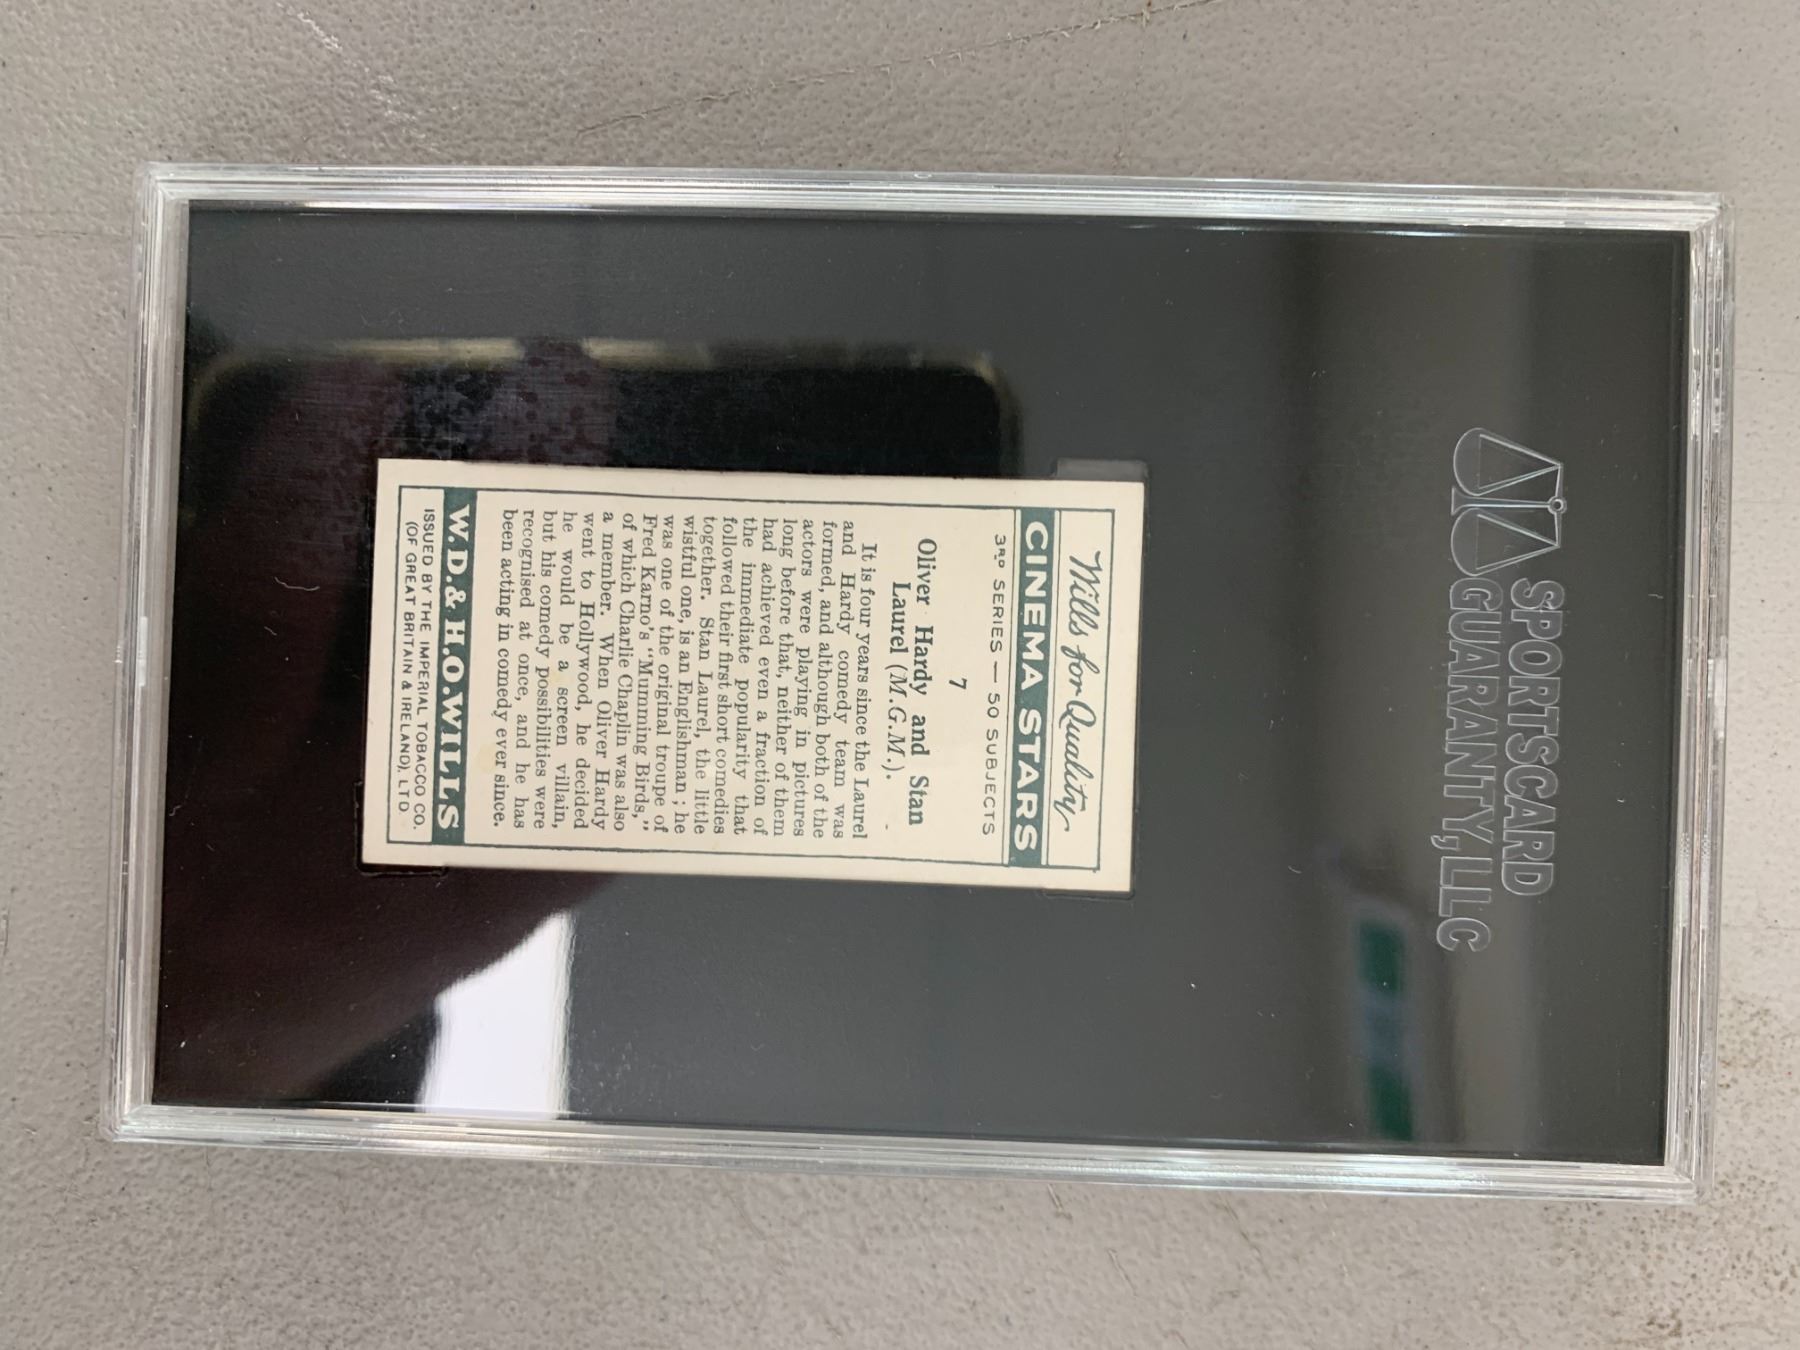 SPORTSCARD
GUARANTY, LLC
Wills for Quality
CINEMA STARS
3RD SERIES — 50 SUBJECTS
7
Oliver Hardy and Stan
Laurel (M.G.M.).
It is four years since the Laurel
and Hardy comedy team was
formed, and although both of the
actors were playing in pictures
long before that, neither of them
had achieved even a fraction of
the immediate popularity that
followed their first short comedies
together. Stan Laurel, the little
wistful one, is an Englishman; he
was one of the original troupe of
Fred Karno's "Mumming Birds,"
of which Charlie Chaplin was also
a member. When Oliver Hardy
went to Hollywood, he decided
he would be a screen villain,
but his comedy possibilities were
recognised at once, and he has
been acting in comedy ever since.
W.D. & H.O. WILLS
ISSUED BY THE IMPERIAL TOBACCO CO.
(OF GREAT BRITAIN & IRELAND), LTD